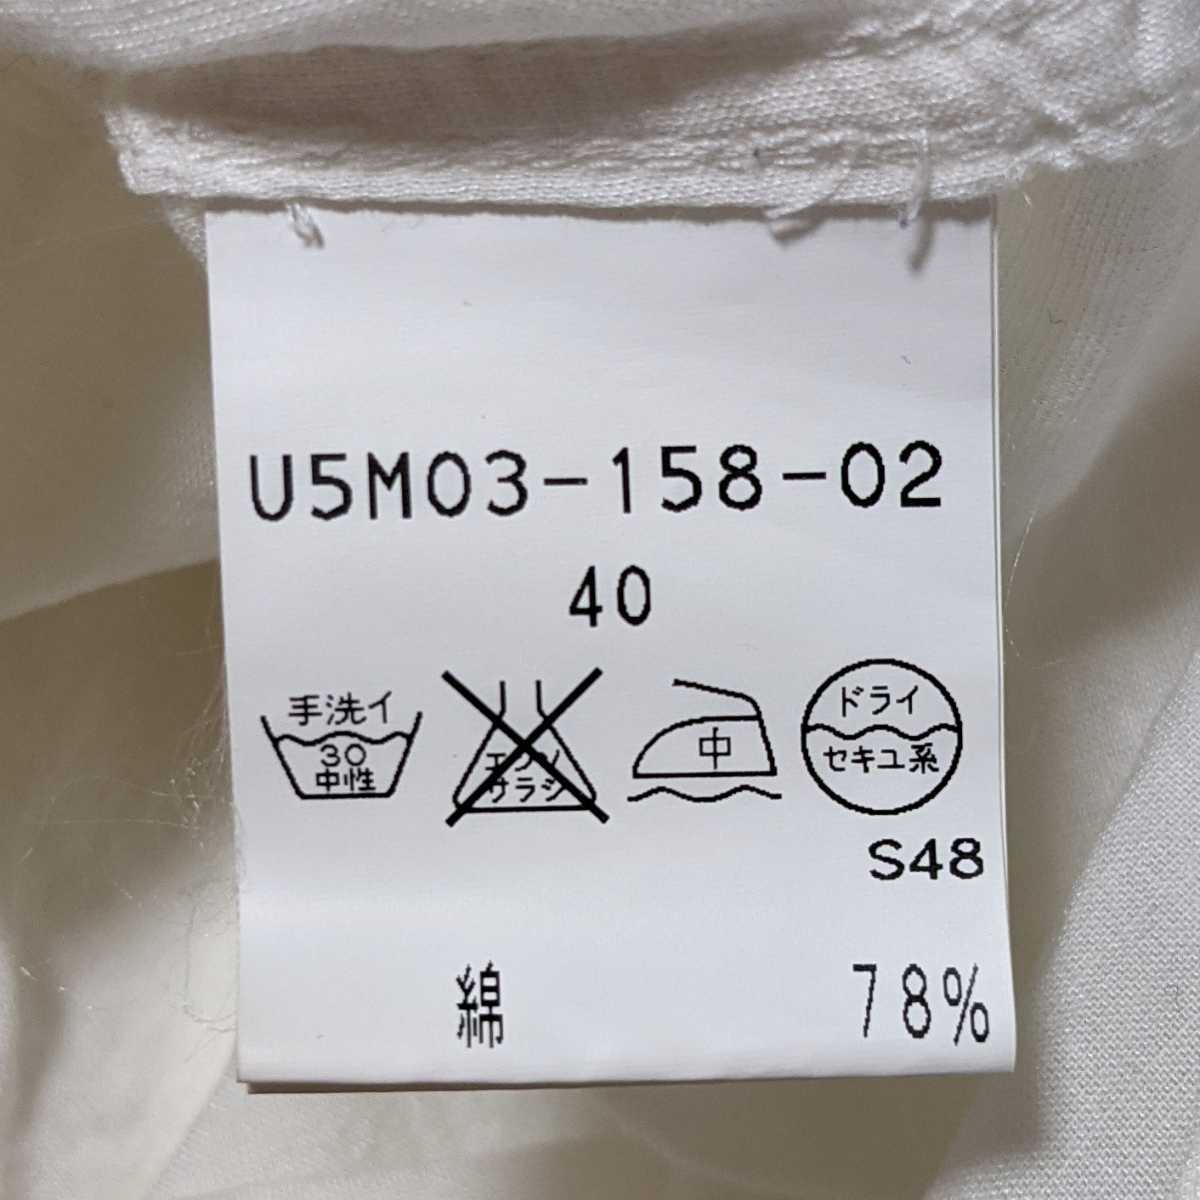 U5M03-158-02
40
手洗イ
30
中性
エンソ
サラシ
中
ドライ
セキユ系
S48
綿 78%